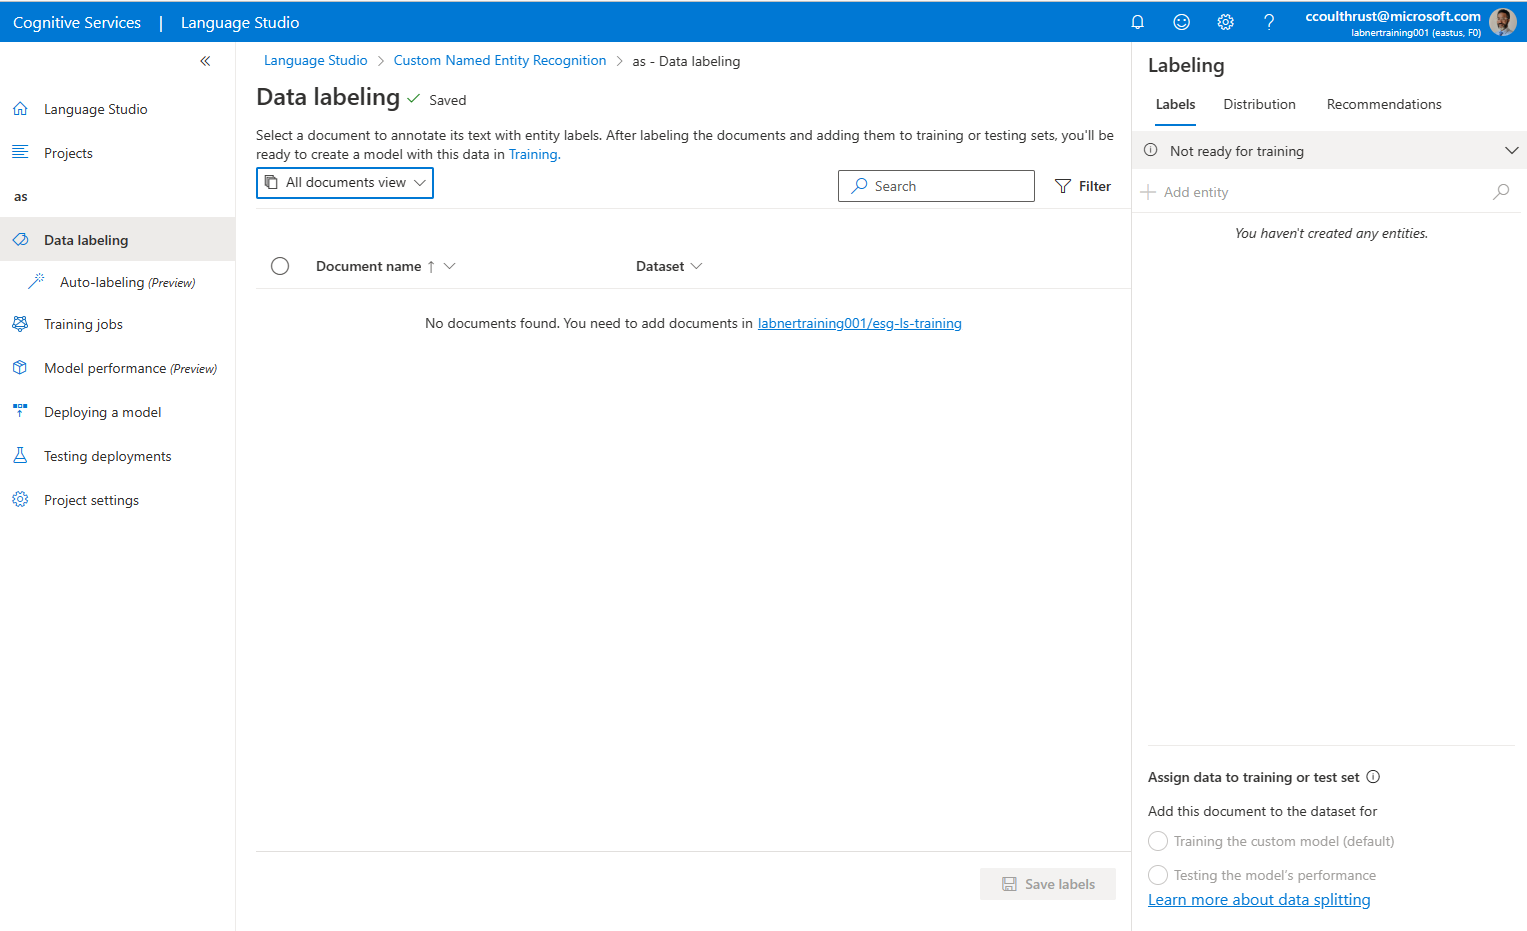 Cognitive Services | Language Studio
ccoulthrust@microsoft.com
labnertraining001 (eastus, F0)
Language Studio
Projects
as
Data labeling
Auto-labeling (Preview)
Training jobs
Model performance (Preview)
Deploying a model
Testing deployments
Project settings
Language Studio > Custom Named Entity Recognition > as - Data labeling
Data labeling Saved
Select a document to annotate its text with entity labels. After labeling the documents and adding them to training or testing sets, you'll be
ready to create a model with this data in Training.
All documents view
Search
Filter
Document name ↑ Dataset
No documents found. You need to add documents in labnertraining001/esg-ls-training
Save labels
Labeling
Labels Distribution Recommendations
Not ready for training
Add entity
You haven't created any entities.
Assign data to training or test set
Add this document to the dataset for
Training the custom model (default)
Testing the model's performance
Learn more about data splitting